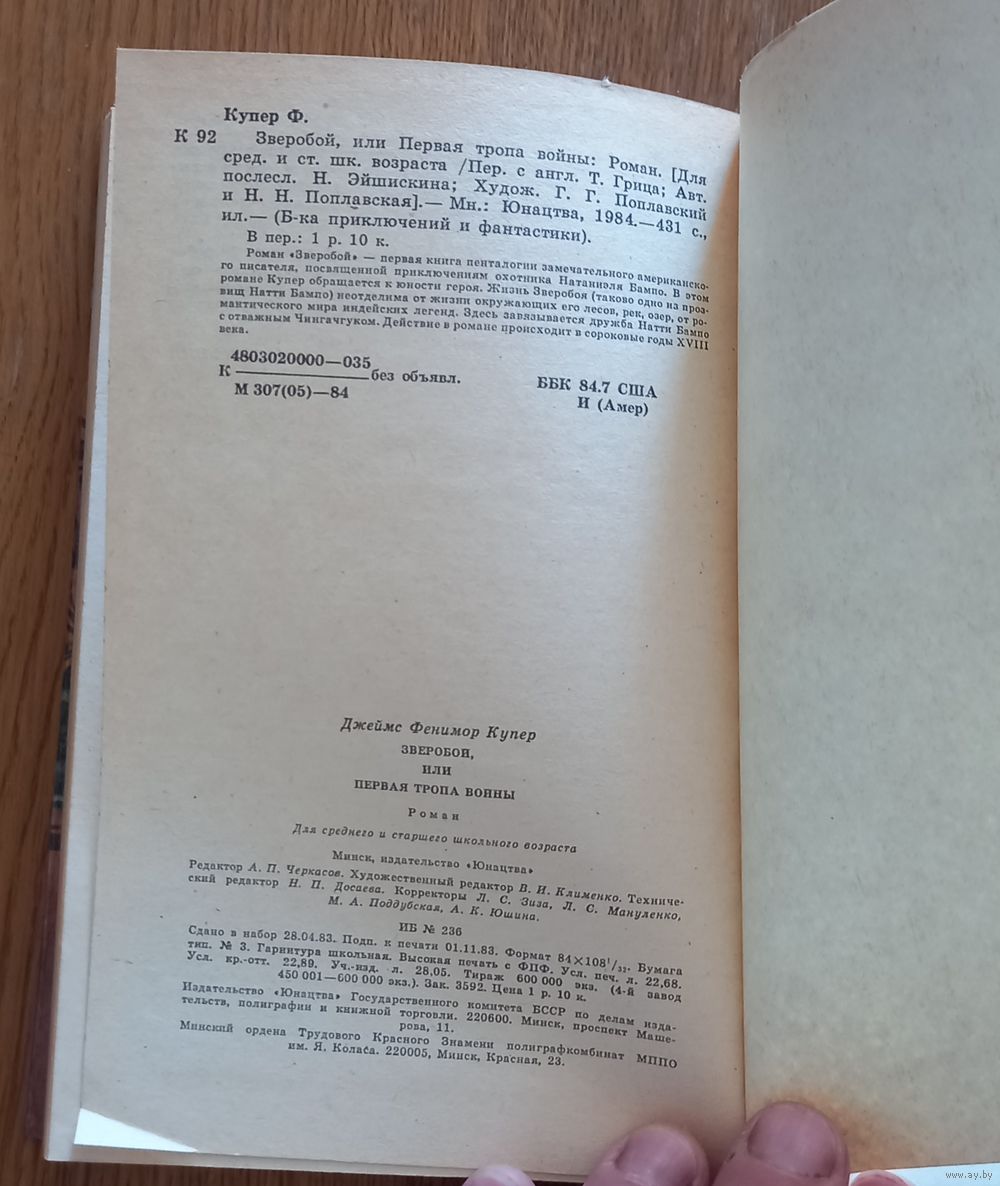 Купер Ф.
К 92 Зверобой, или Первая тропа войны: Роман. [Для
сред. и ст. шк. возраста /Пер. с англ. Т. Грица; Авт.
послесл. Н. Эйшискина; Худож. Г. Г. Поплавский
и Н. Н. Поплавская].— Мн.: Юнацтва, 1984.—431 с.,
ил.— (Б-ка приключений и фантастики).
В пер.: 1 р. 10 к.
Роман «Зверобой» — первая книга пенталогии замечательного американско-
го писателя, посвященной приключениям охотника Натаниэля Бампо. В этом
романе Купер обращается к юности героя. Жизнь Зверобоя (таково одно из проз-
вищ Натти Бампо) неотделима от жизни окружающих его лесов, рек, озер, от ро-
мантического мира индейских легенд. Здесь завязывается дружба Натти Бампо
с отважным Чингачгуком. Действие в романе происходит в сороковые годы XVIII
века.
4803020000—035
К без объявл.
М 307(05)—84
ББК 84.7 США
И (Амер)
Джеймс Фенимор Купер
ЗВЕРОБОЙ,
ИЛИ
ПЕРВАЯ ТРОПА ВОЙНЫ
Роман
Для среднего и старшего школьного возраста
Минск, издательство «Юнацтва»
Редактор А. П. Черкасов. Художественный редактор В. И. Клименко. Техниче-
ский редактор Н. П. Досаева. Корректоры Л. С. Зиза, Л. С. Мануленко,
М. А. Поддубская, А. К. Юшина.
ИБ № 236
Сдано в набор 28.04.83. Подп. к печати 01.11.83. Формат 84×108¹/₃₂. Бумага
тип. № 3. Гарнитура школьная. Высокая печать с ФПФ. Усл. печ. л. 22,68.
Усл. кр.-отт. 22,89. Уч.-изд. л. 28,05. Тираж 600 000 экз. (4-й завод
450 001—600 000 экз.). Зак. 3592. Цена 1 р. 10 к.
Издательство «Юнацтва» Государственного комитета БССР по делам изда-
тельств, полиграфии и книжной торговли. 220600. Минск, проспект Маше-
рова, 11.
Минский ордена Трудового Красного Знамени полиграфкомбинат МППО
им. Я. Коласа. 220005, Минск, Красная, 23.
www.ay.by